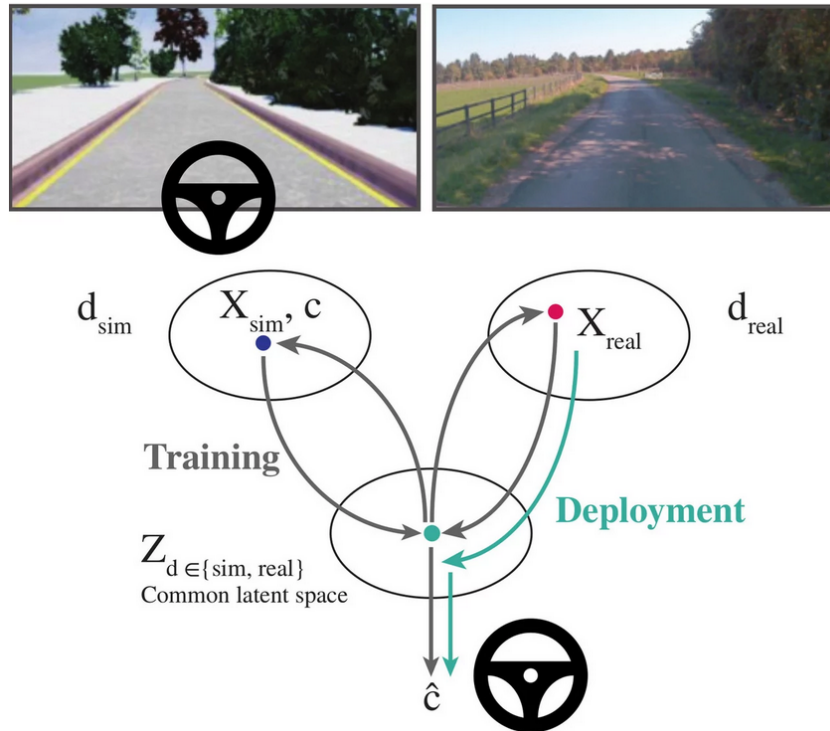 d_sim
X_sim, c
X_real
d_real
Training
Deployment
Z_d ∈{sim, real}
Common latent space
ĉ